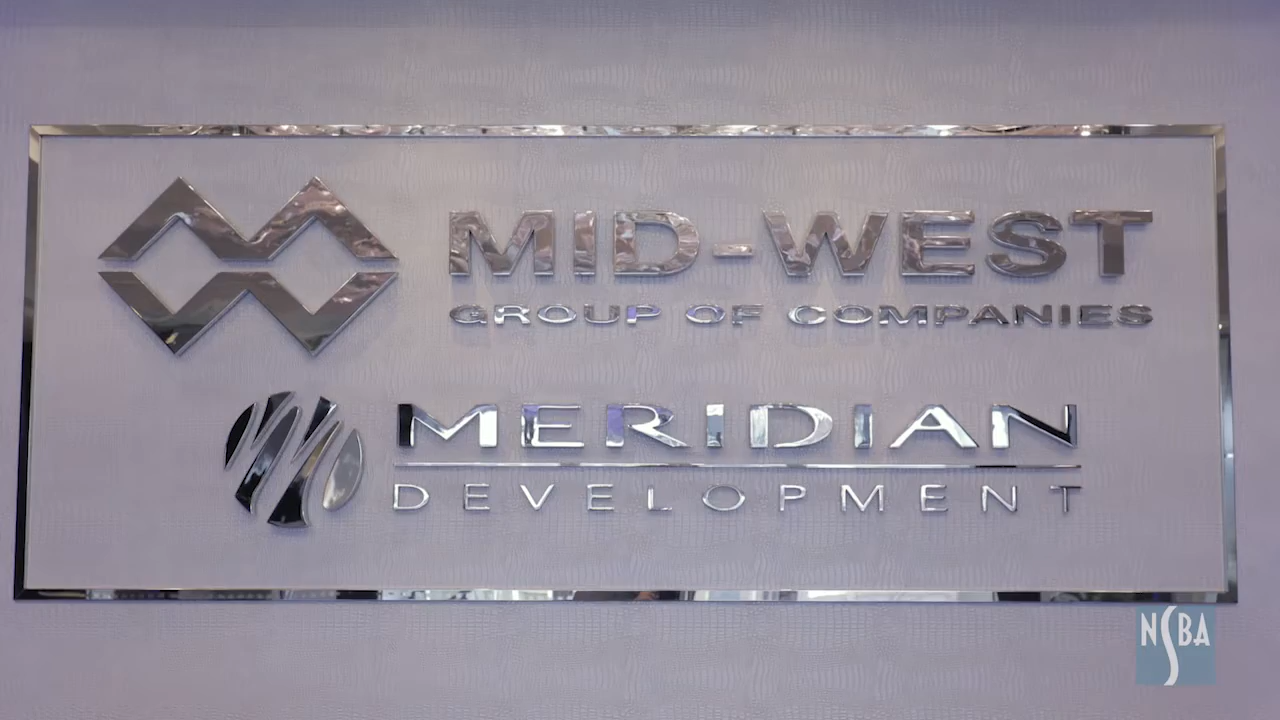 MID-WEST
GROUP OF COMPANIES
MERIDIAN
DEVELOPMENT
NSBA